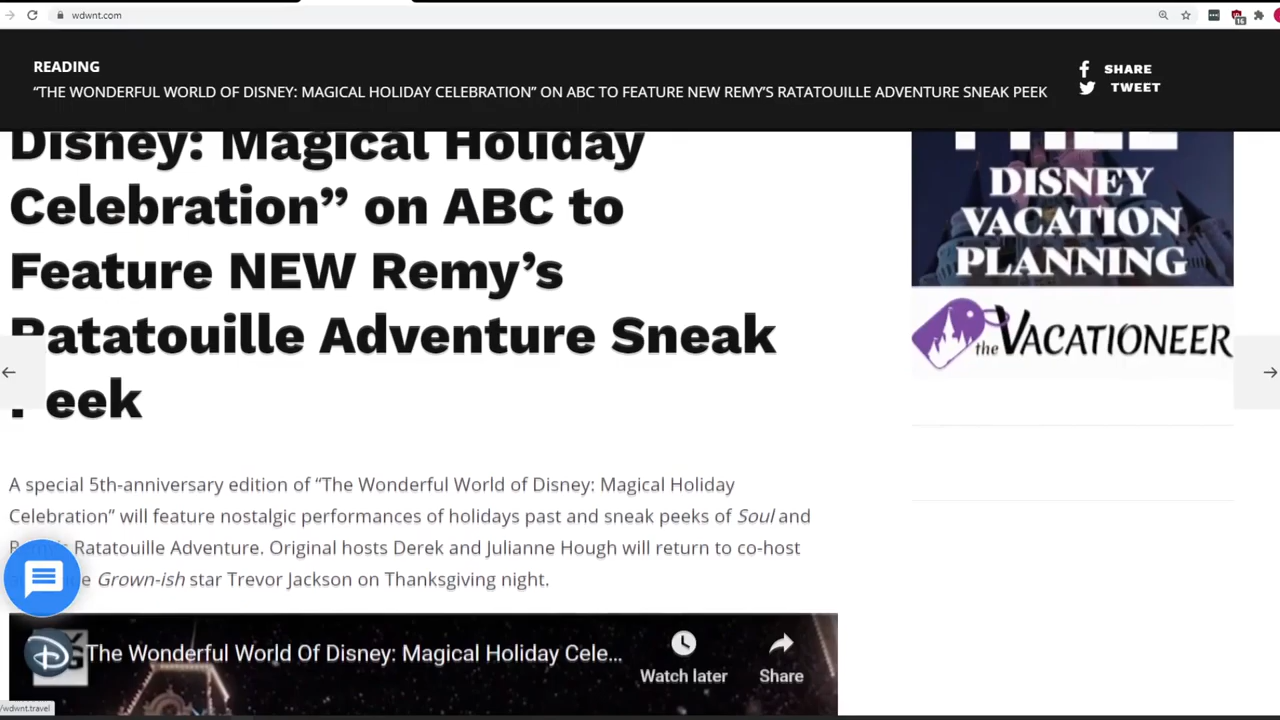 wdwnt.com
16
READING
“THE WONDERFUL WORLD OF DISNEY: MAGICAL HOLIDAY CELEBRATION” ON ABC TO FEATURE NEW REMY’S RATATOUILLE ADVENTURE SNEAK PEEK
SHARE
TWEET
Disney: Magical Holiday
Celebration” on ABC to
Feature NEW Remy’s
Ratatouille Adventure Sneak
Peek
A special 5th-anniversary edition of “The Wonderful World of Disney: Magical Holiday
Celebration” will feature nostalgic performances of holidays past and sneak peeks of Soul and
Ratatouille Adventure. Original hosts Derek and Julianne Hough will return to co-host
Grown-ish star Trevor Jackson on Thanksgiving night.
The Wonderful World Of Disney: Magical Holiday Cele...
Watch later
Share
/wdwnt.travel
FREE
DISNEY
VACATION
PLANNING
the VACATIONEER